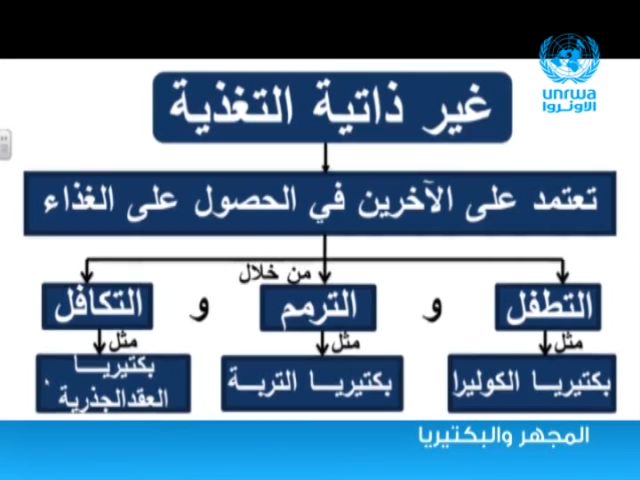 unrwa
الأونروا
غير ذاتية التغذية
تعتمد على الآخرين في الحصول على الغذاء
من خلال
التطفل و الترمم و التكافل
مثل مثل مثل
بكتيريا الكوليرا
بكتيريا التربة
بكتيريا
العقدالجذرية
المجهر والبكتيريا